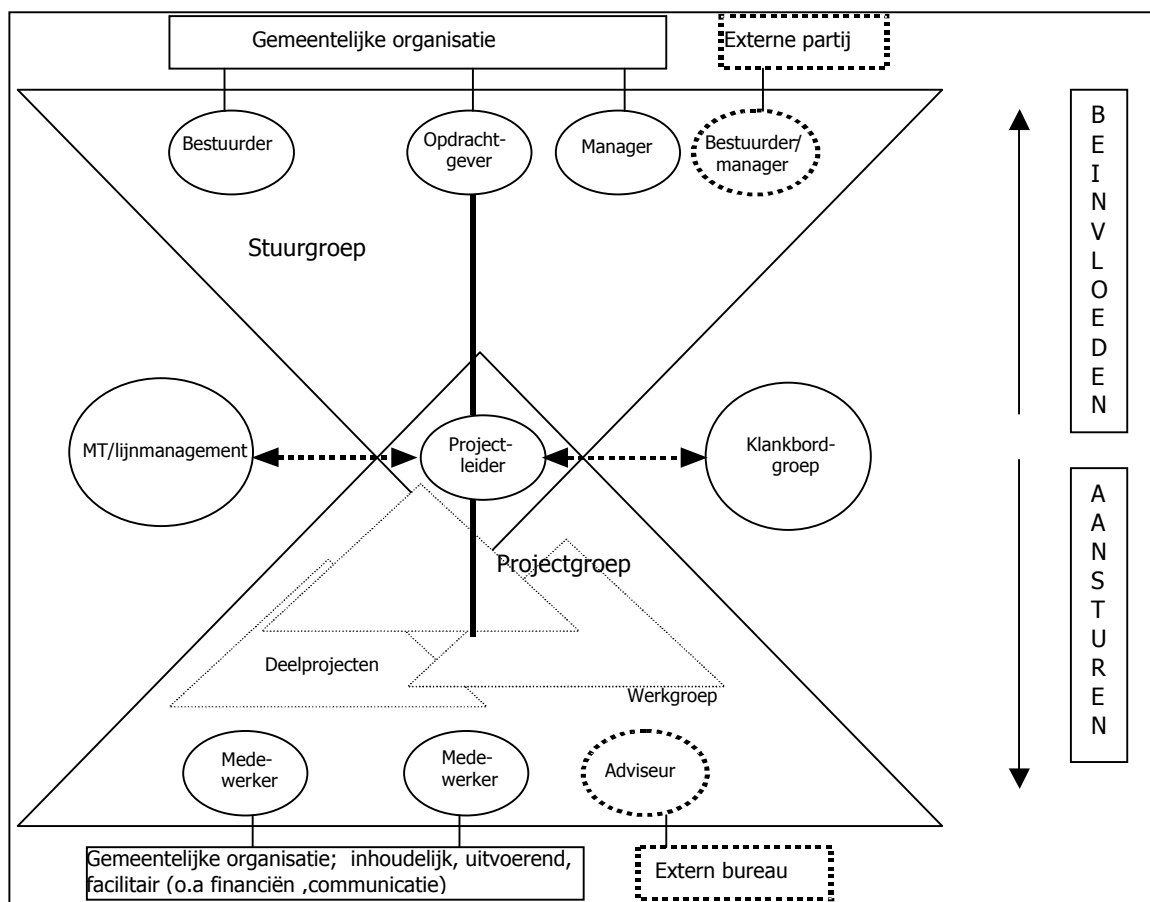 Gemeentelijke organisatie
Externe partij
Bestuurder
Opdracht-
gever
Manager
Bestuurder/
manager
Stuurgroep
MT/lijnmanagement
Project-
leider
Klankbord-
groep
Projectgroep
Deelprojecten
Werkgroep
Mede-
werker
Mede-
werker
Adviseur
Gemeentelijke organisatie;  inhoudelijk, uitvoerend,
facilitair (o.a financiën ,communicatie)
Extern bureau
B
E
I
N
V
L
O
E
D
E
N
A
A
N
S
T
U
R
E
N